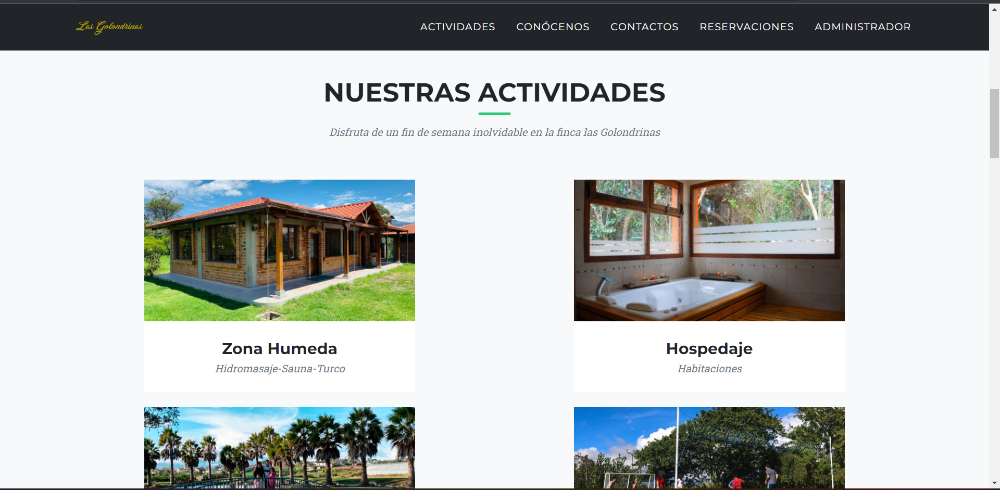 Las Golondrinas
ACTIVIDADES CONÓCENOS CONTACTOS RESERVACIONES ADMINISTRADOR
NUESTRAS ACTIVIDADES
Disfruta de un fin de semana inolvidable en la finca las Golondrinas
Zona Humeda
Hidromasaje-Sauna-Turco
Hospedaje
Habitaciones